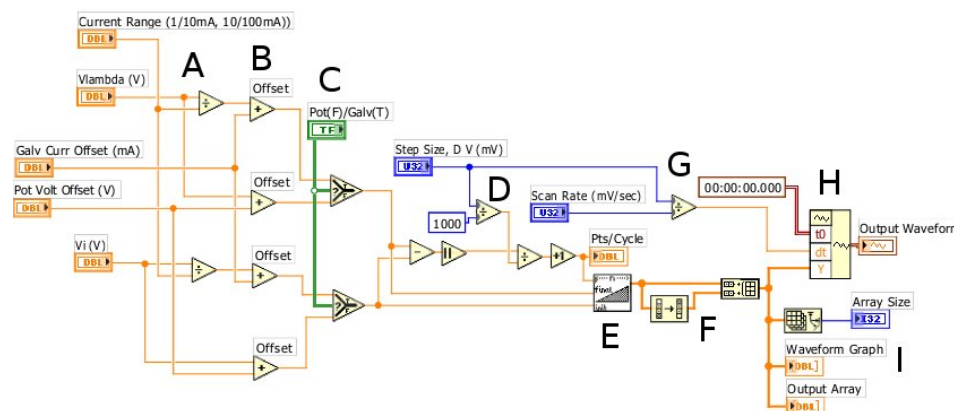 Current Range (1/10mA, 10/100mA))
DBL
A
B
C
Vlambda (V)
DBL
Offset
÷
+
Pot(F)/Galv(T)
TF
Galv Curr Offset (mA)
DBL
Step Size, D V (mV)
U32
G
Pot Volt Offset (V)
DBL
Offset
+
?
D
00:00:00.000
H
Scan Rate (mV/sec)
U32
1000
÷
÷
t0
dt
Y
Output Waveform
Vi (V)
DBL
Offset
÷
+
-
||
÷
+1
Pts/Cycle
DBL
?
final
init
E
F
Array Size
I32
Offset
+
Waveform Graph
DBL
I
Output Array
DBL